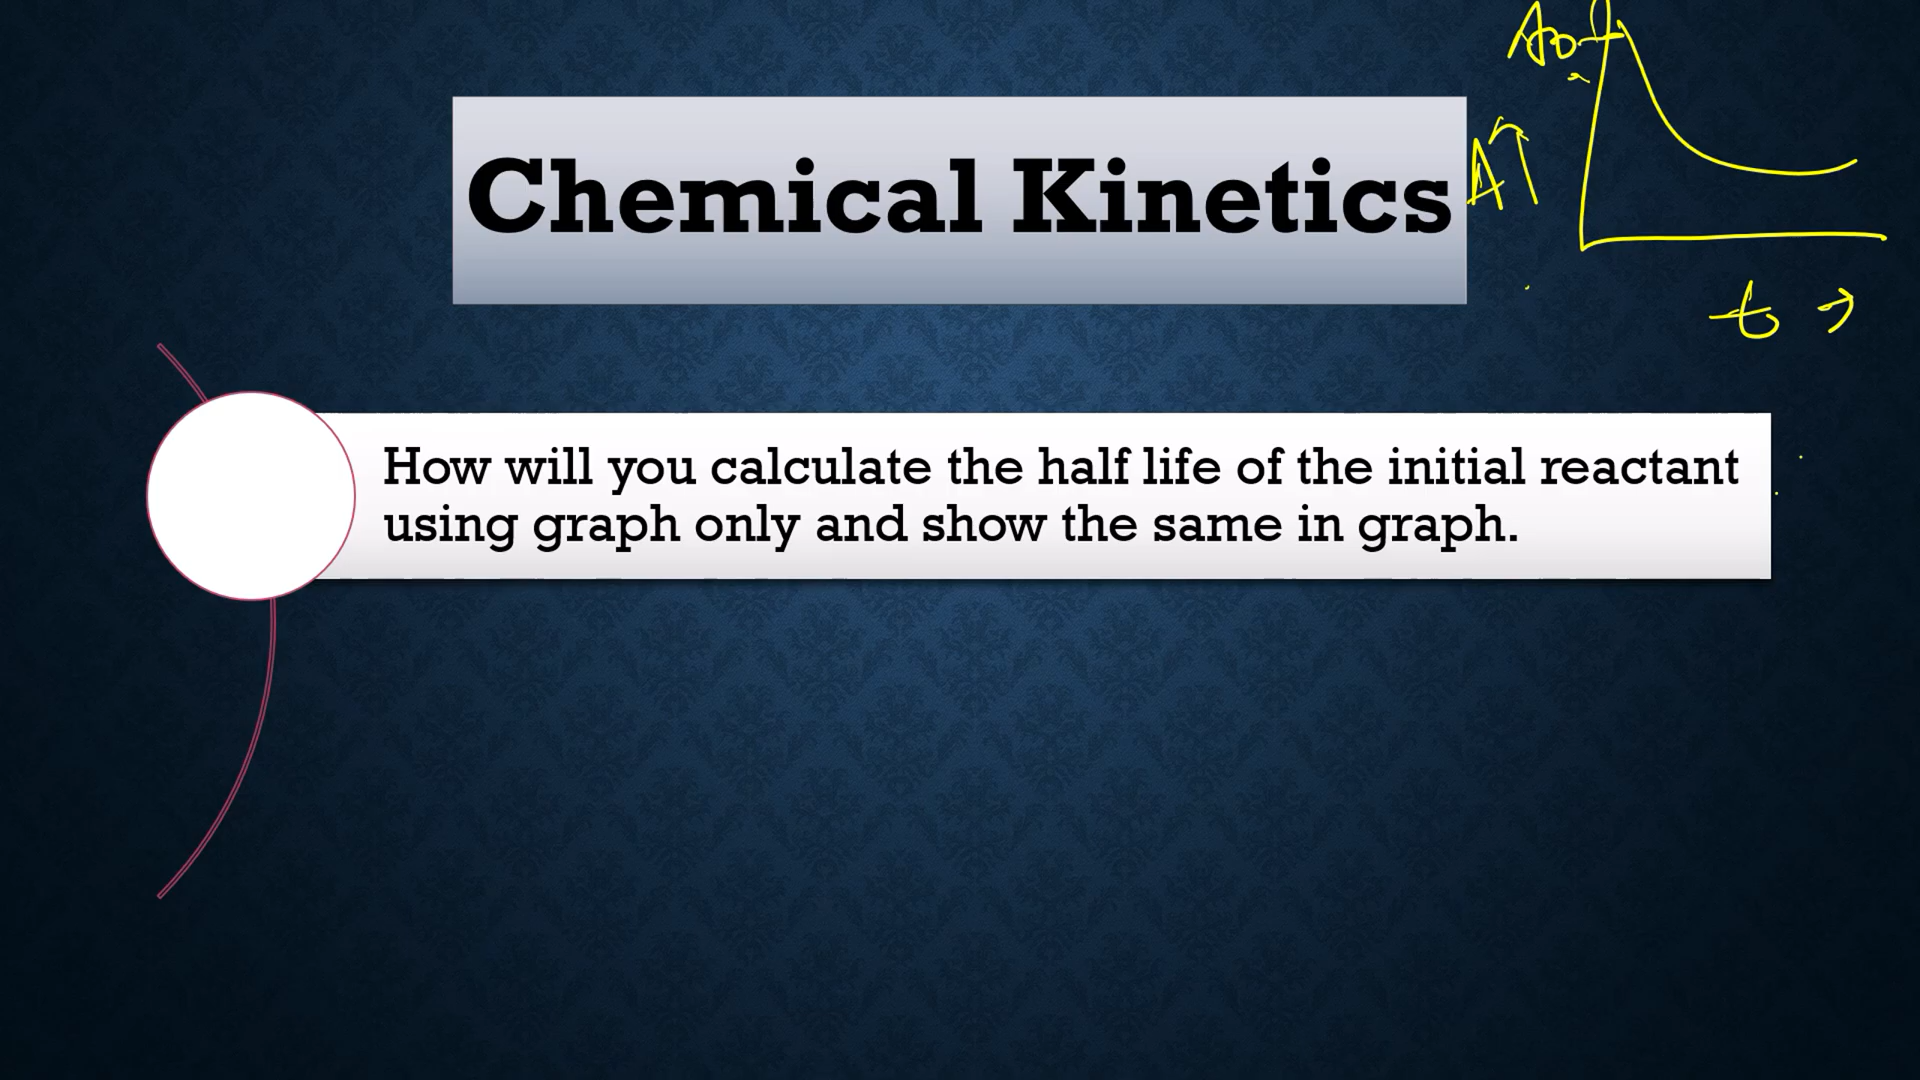 A0
Chemical Kinetics
A
t →
How will you calculate the half life of the initial reactant
using graph only and show the same in graph.